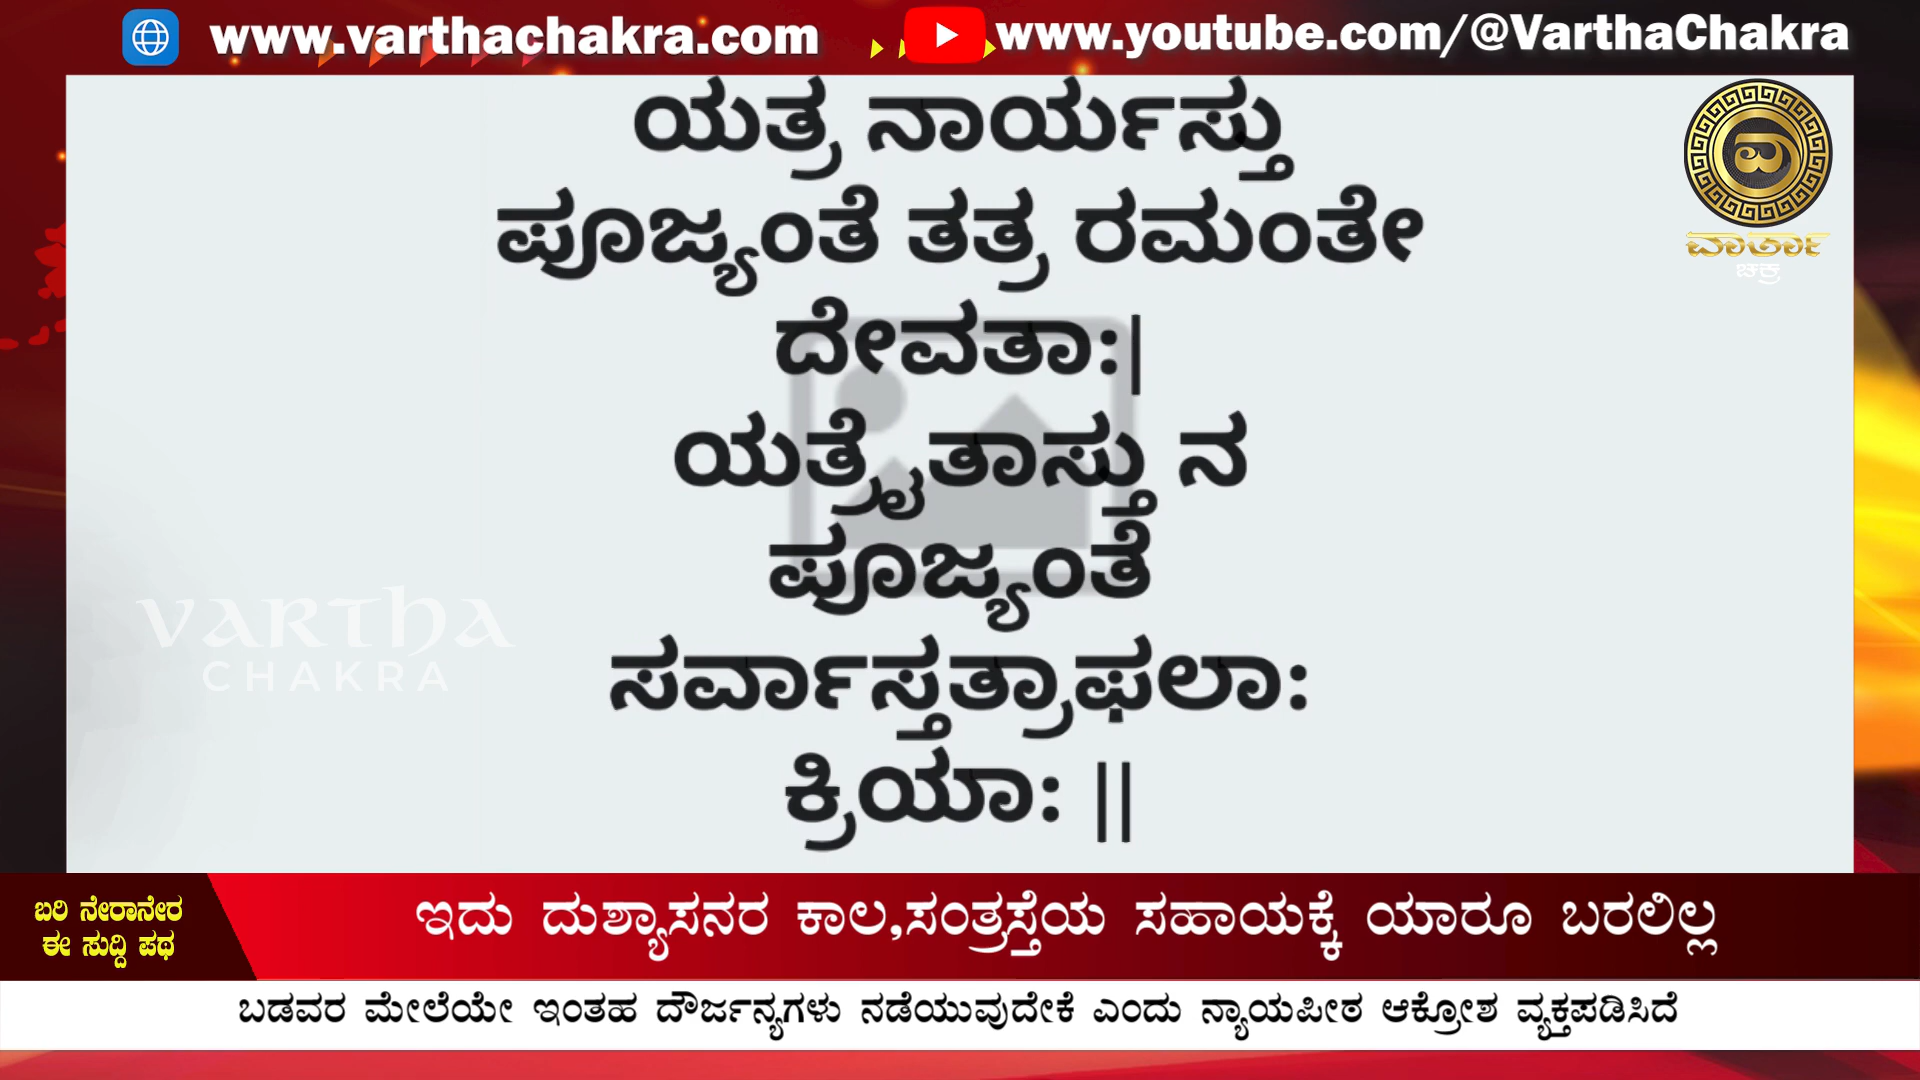 www.varthachakra.com
www.youtube.com/@VarthaChakra
ಯತ್ರ ನಾರ್ಯಸ್ತು
ಪೂಜ್ಯಂತೆ ತತ್ರ ರಮಂತೇ
ದೇವತಾ:|
ಯತ್ರೈತಾಸ್ತು ನ
ಪೂಜ್ಯಂತೆ
ಸರ್ವಾಸ್ತತ್ರಾಫಲಾ:
ಕ್ರಿಯಾ: ||
ವಾರ್ತಾ
ಚಕ್ರ
VARTHA
CHAKRA
ಬರಿ ನೇರಾನೇರ
ಈ ಸುದ್ದಿ ಪಥ
ಇದು ದುಶ್ಯಾಸನರ ಕಾಲ,ಸಂತ್ರಸ್ತೆಯ ಸಹಾಯಕ್ಕೆ ಯಾರೂ ಬರಲಿಲ್ಲ
ಬಡವರ ಮೇಲೆಯೇ ಇಂತಹ ದೌರ್ಜನ್ಯಗಳು ನಡೆಯುವುದೇಕೆ ಎಂದು ನ್ಯಾಯಪೀಠ ಆಕ್ರೋಶ ವ್ಯಕ್ತಪಡಿಸಿದೆ